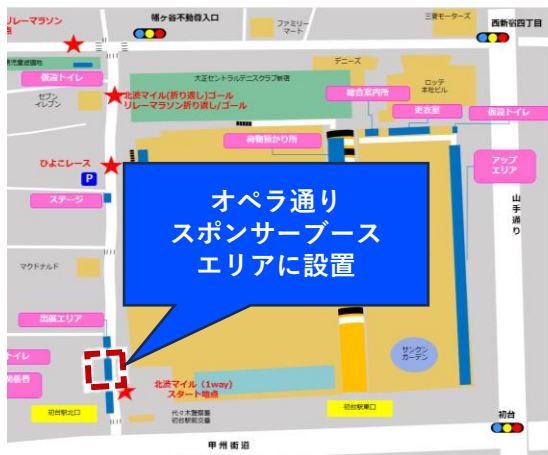 リレーマラソン
点
幡ヶ谷不動尊入口
ファミリー
マート
三菱モーターズ
西新宿四丁目
児童遊園地
仮設トイレ
セブン
イレブン
大正セントラルテニスクラブ新宿
デニーズ
ロッテ
本社ビル
北渋マイル(折り返し)ゴール
リレーマラソン折り返し/ゴール
総合案内所
更衣室
仮設トイレ
荷物預かり所
ひよこレース
P
ステージ
アップ
エリア
山手通り
オペラ通り
スポンサーブース
エリアに設置
マクドナルド
出展エリア
トイレ
関係者
北渋マイル（1way）
スタート地点
サンクン
ガーデン
初台駅北口
代々木警察署
初台駅前交番
初台駅東口
初台
甲州街道